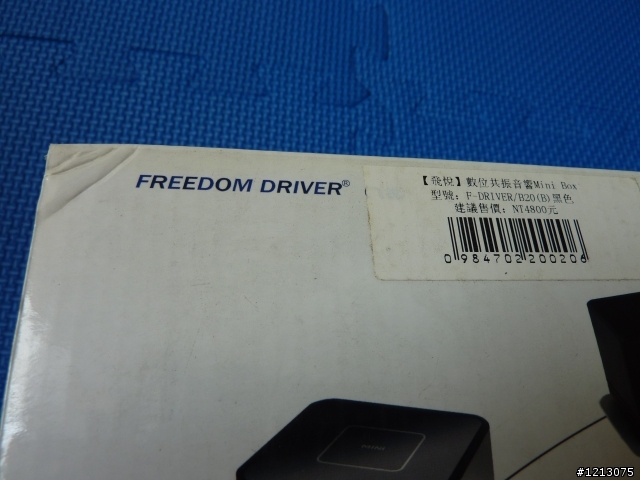 FREEDOM DRIVER®
【飛悅】數位共振音響Mini Box
型號: F-DRIVER/B20(B)黑色
建議售價: NT4800元
0984702200206
#1213075